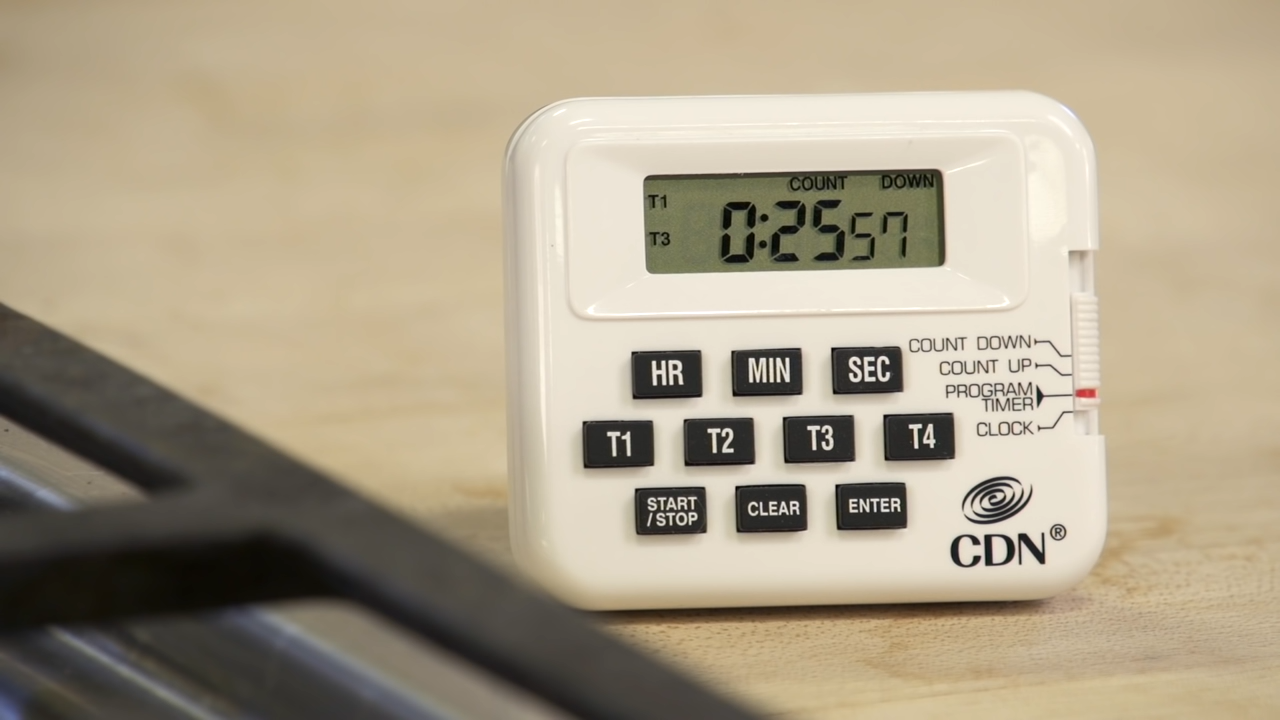 COUNT DOWN
T1
T3
0:25 57
HR MIN SEC
COUNT DOWN
COUNT UP
PROGRAM
TIMER
CLOCK
T1 T2 T3 T4
START
/STOP
CLEAR
ENTER
CDN®